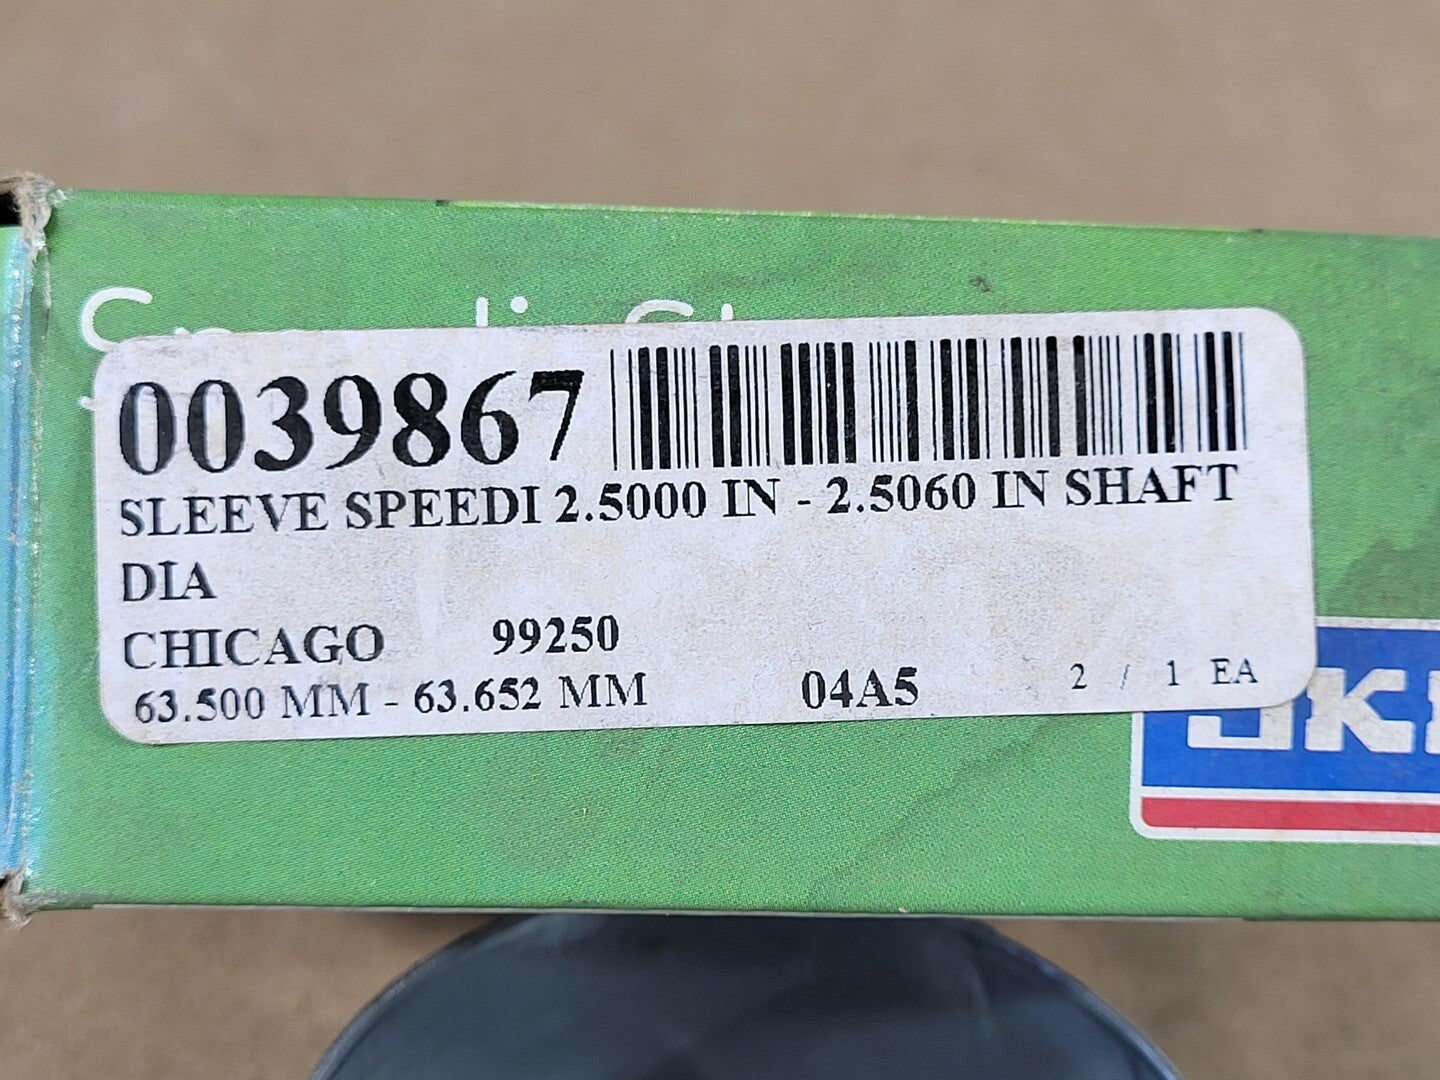 0039867
SLEEVE SPEEDI 2.5000 IN - 2.5060 IN SHAFT
DIA
CHICAGO 99250
63.500 MM - 63.652 MM 04A5 2 / 1 EA
SK